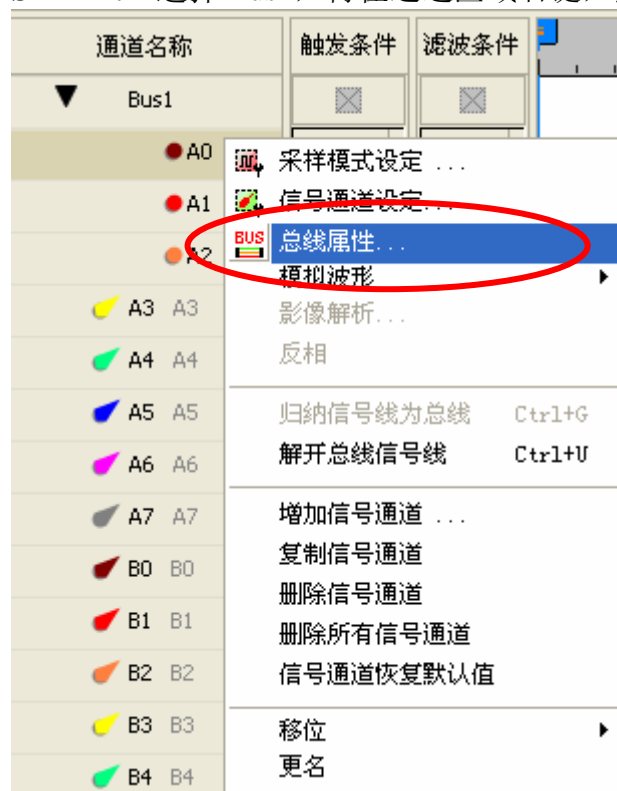 通道名称 触发条件 滤波条件
Bus1
A0
采样模式设定 ...
A1
信号通道设定...
BUS 总线属性...
A2
模拟波形
A3 A3
影像解析...
A4 A4
反相
A5 A5
归纳信号线为总线 Ctrl+G
A6 A6
解开总线信号线 Ctrl+U
A7 A7
增加信号通道 ...
B0 B0
复制信号通道
删除信号通道
B1 B1
删除所有信号通道
B2 B2
信号通道恢复默认值
B3 B3
移位
B4 B4
更名